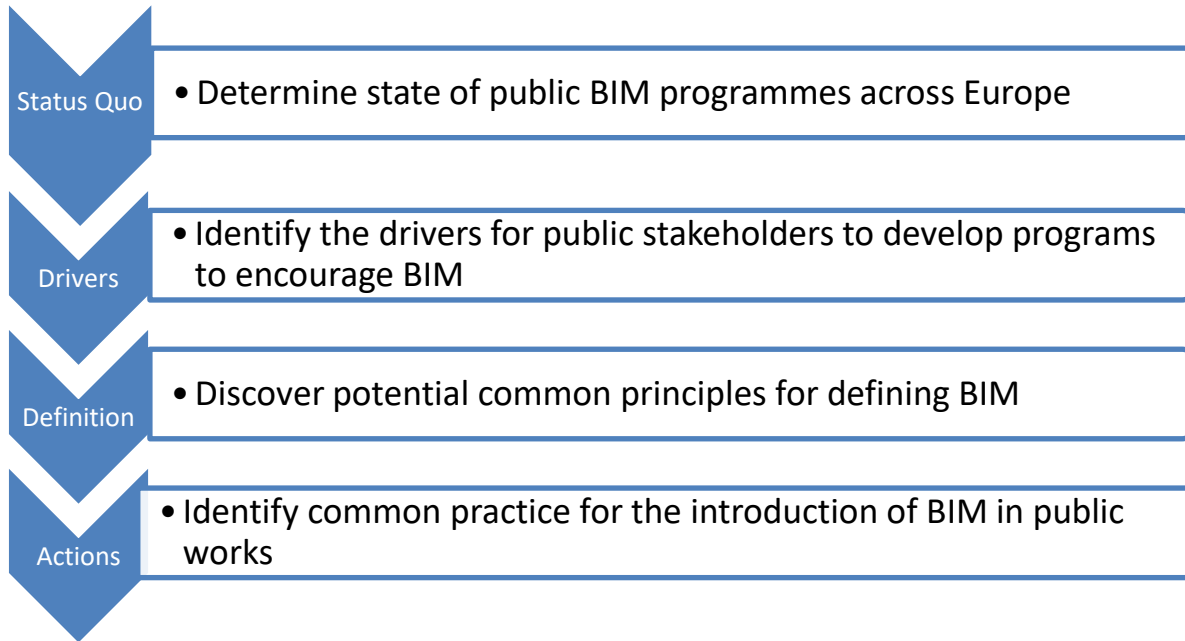 Status Quo
• Determine state of public BIM programmes across Europe
Drivers
• Identify the drivers for public stakeholders to develop programs
to encourage BIM
Definition
• Discover potential common principles for defining BIM
Actions
• Identify common practice for the introduction of BIM in public
works